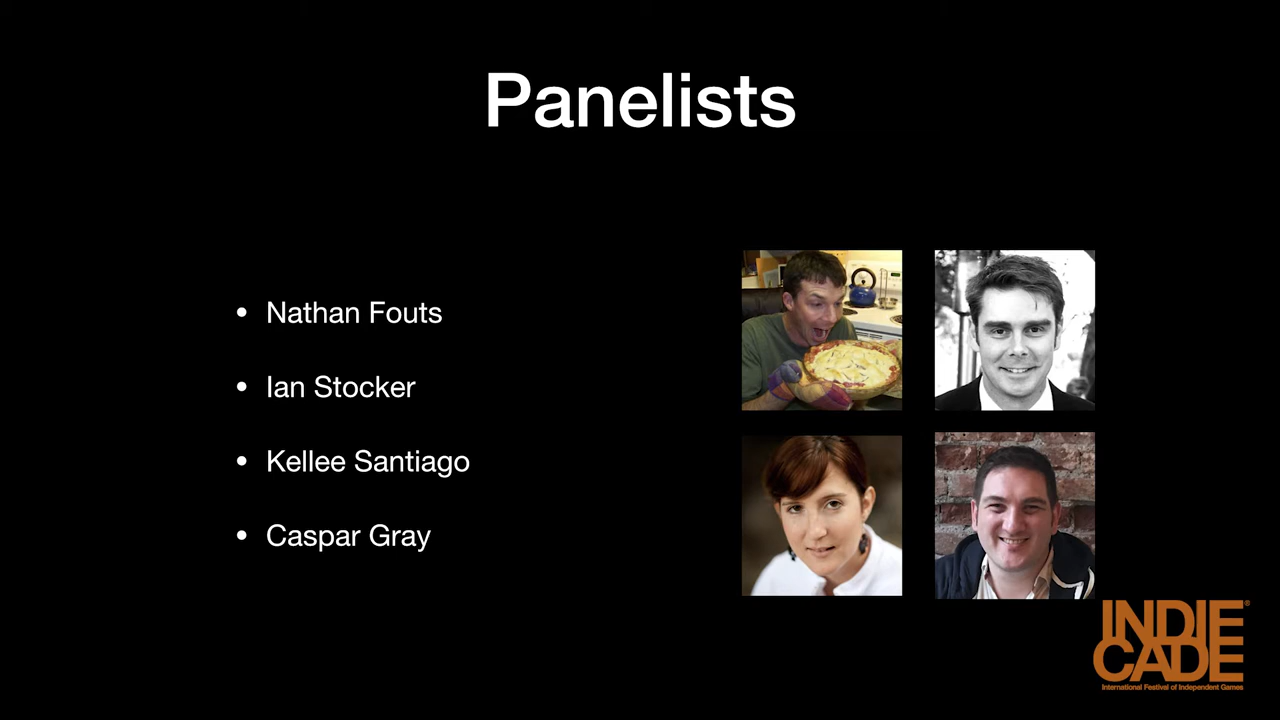 Panelists
• Nathan Fouts
• Ian Stocker
• Kellee Santiago
• Caspar Gray
INDIE
CADE
International Festival of Independent Games